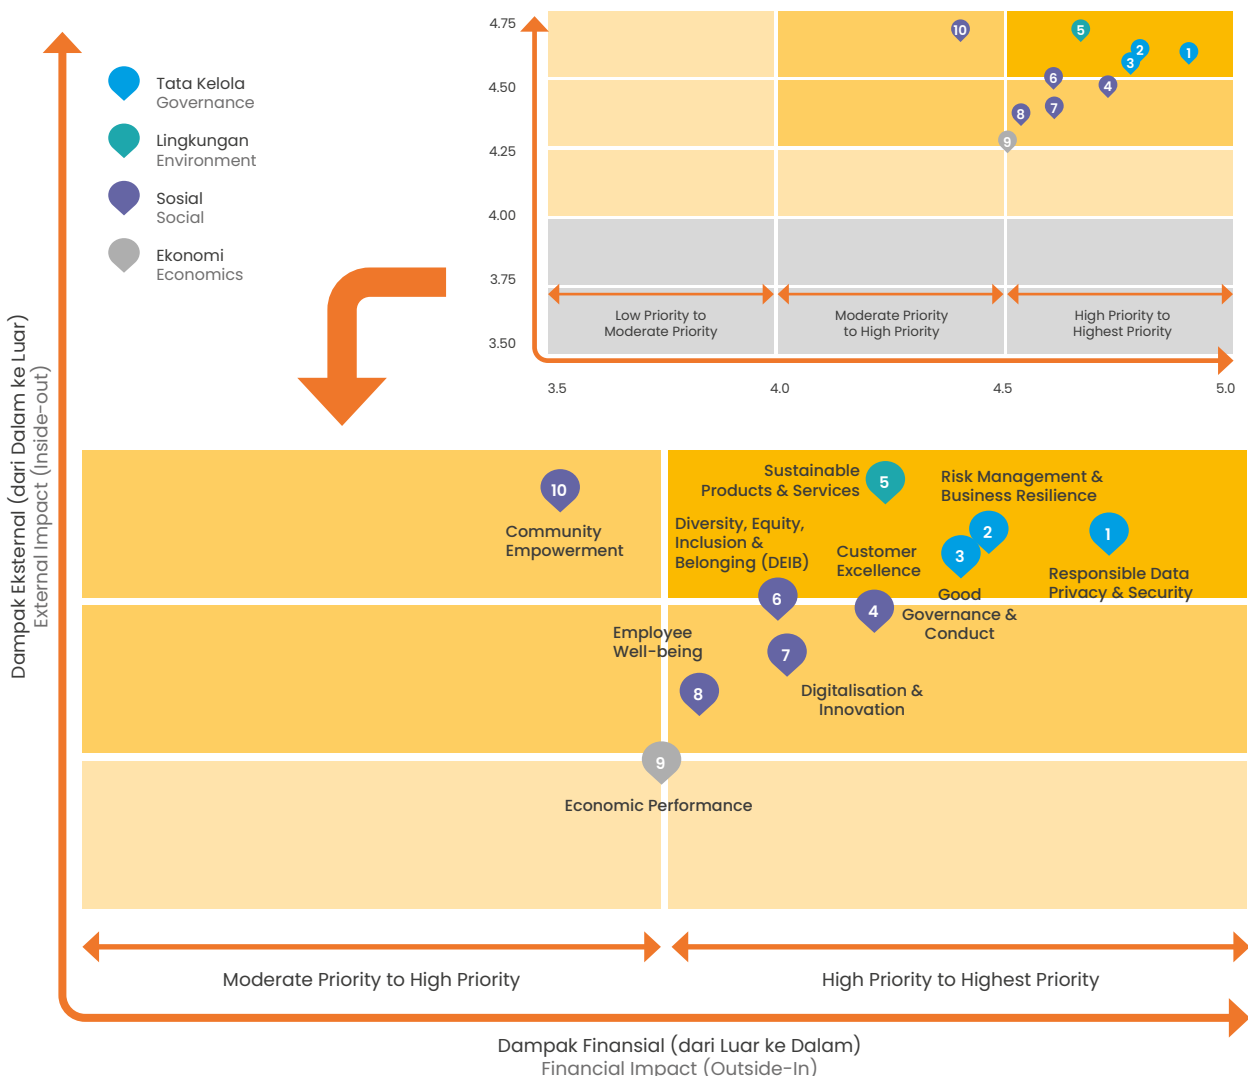 Tata Kelola
Governance
Lingkungan
Environment
Sosial
Social
Ekonomi
Economics
4.75
4.50
4.25
4.00
3.75
3.50
10
5
2
1
3
6
4
7
8
9
Low Priority to
Moderate Priority
Moderate Priority
to High Priority
High Priority to
Highest Priority
3.5
4.0
4.5
5.0
Dampak Eksternal (dari Dalam ke Luar)
External Impact (Inside-out)
10
Community
Empowerment
Sustainable
Products & Services
5
Risk Management &
Business Resilience
2
1
Responsible Data
Privacy & Security
Diversity, Equity,
Inclusion &
Belonging (DEIB)
6
Customer
Excellence
4
3
Good
Governance &
Conduct
Employee
Well-being
8
7
Digitalisation &
Innovation
9
Economic Performance
Moderate Priority to High Priority
High Priority to Highest Priority
Dampak Finansial (dari Luar ke Dalam)
Financial Impact (Outside-In)